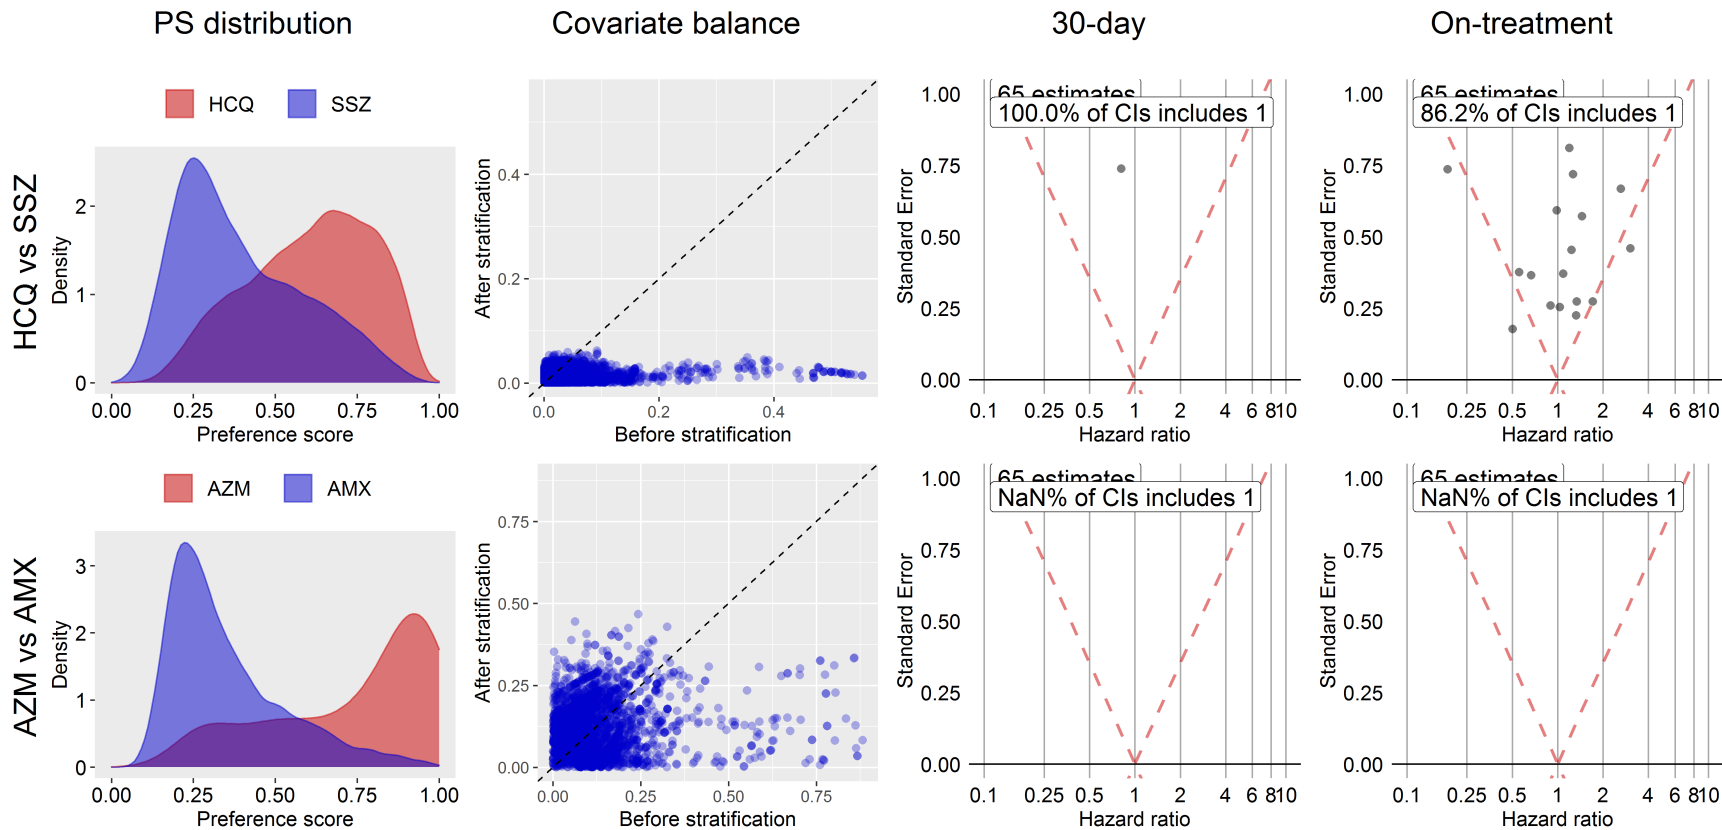 PS distribution
Covariate balance
30-day
On-treatment
HCQ vs SSZ
HCQ
SSZ
Density
2
1
0
0.00 0.25 0.50 0.75 1.00
Preference score
After stratification
0.4
0.2
0.0
0.0 0.2 0.4
Before stratification
65 estimates
100.0% of CIs includes 1
Standard Error
1.00
0.75
0.50
0.25
0.00
0.1 0.25 0.5 1 2 4 6 8 10
Hazard ratio
65 estimates
86.2% of CIs includes 1
Standard Error
1.00
0.75
0.50
0.25
0.00
0.1 0.25 0.5 1 2 4 6 8 10
Hazard ratio
AZM vs AMX
AZM
AMX
Density
3
2
1
0
0.00 0.25 0.50 0.75 1.00
Preference score
After stratification
0.75
0.50
0.25
0.00
0.00 0.25 0.50 0.75
Before stratification
65 estimates
NaN% of CIs includes 1
Standard Error
1.00
0.75
0.50
0.25
0.00
0.1 0.25 0.5 1 2 4 6 8 10
Hazard ratio
65 estimates
NaN% of CIs includes 1
Standard Error
1.00
0.75
0.50
0.25
0.00
0.1 0.25 0.5 1 2 4 6 8 10
Hazard ratio